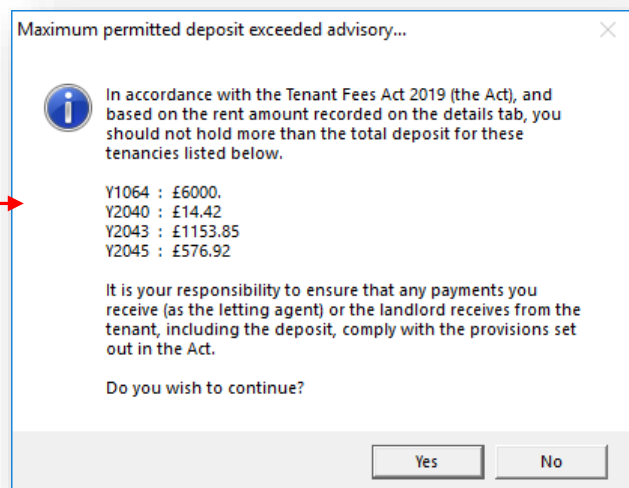 Maximum permitted deposit exceeded advisory...
In accordance with the Tenant Fees Act 2019 (the Act), and
based on the rent amount recorded on the details tab, you
should not hold more than the total deposit for these
tenancies listed below.
Y1064 : £6000.
Y2040 : £14.42
Y2043 : £1153.85
Y2045 : £576.92
It is your responsibility to ensure that any payments you
receive (as the letting agent) or the landlord receives from the
tenant, including the deposit, comply with the provisions set
out in the Act.
Do you wish to continue?
Yes No